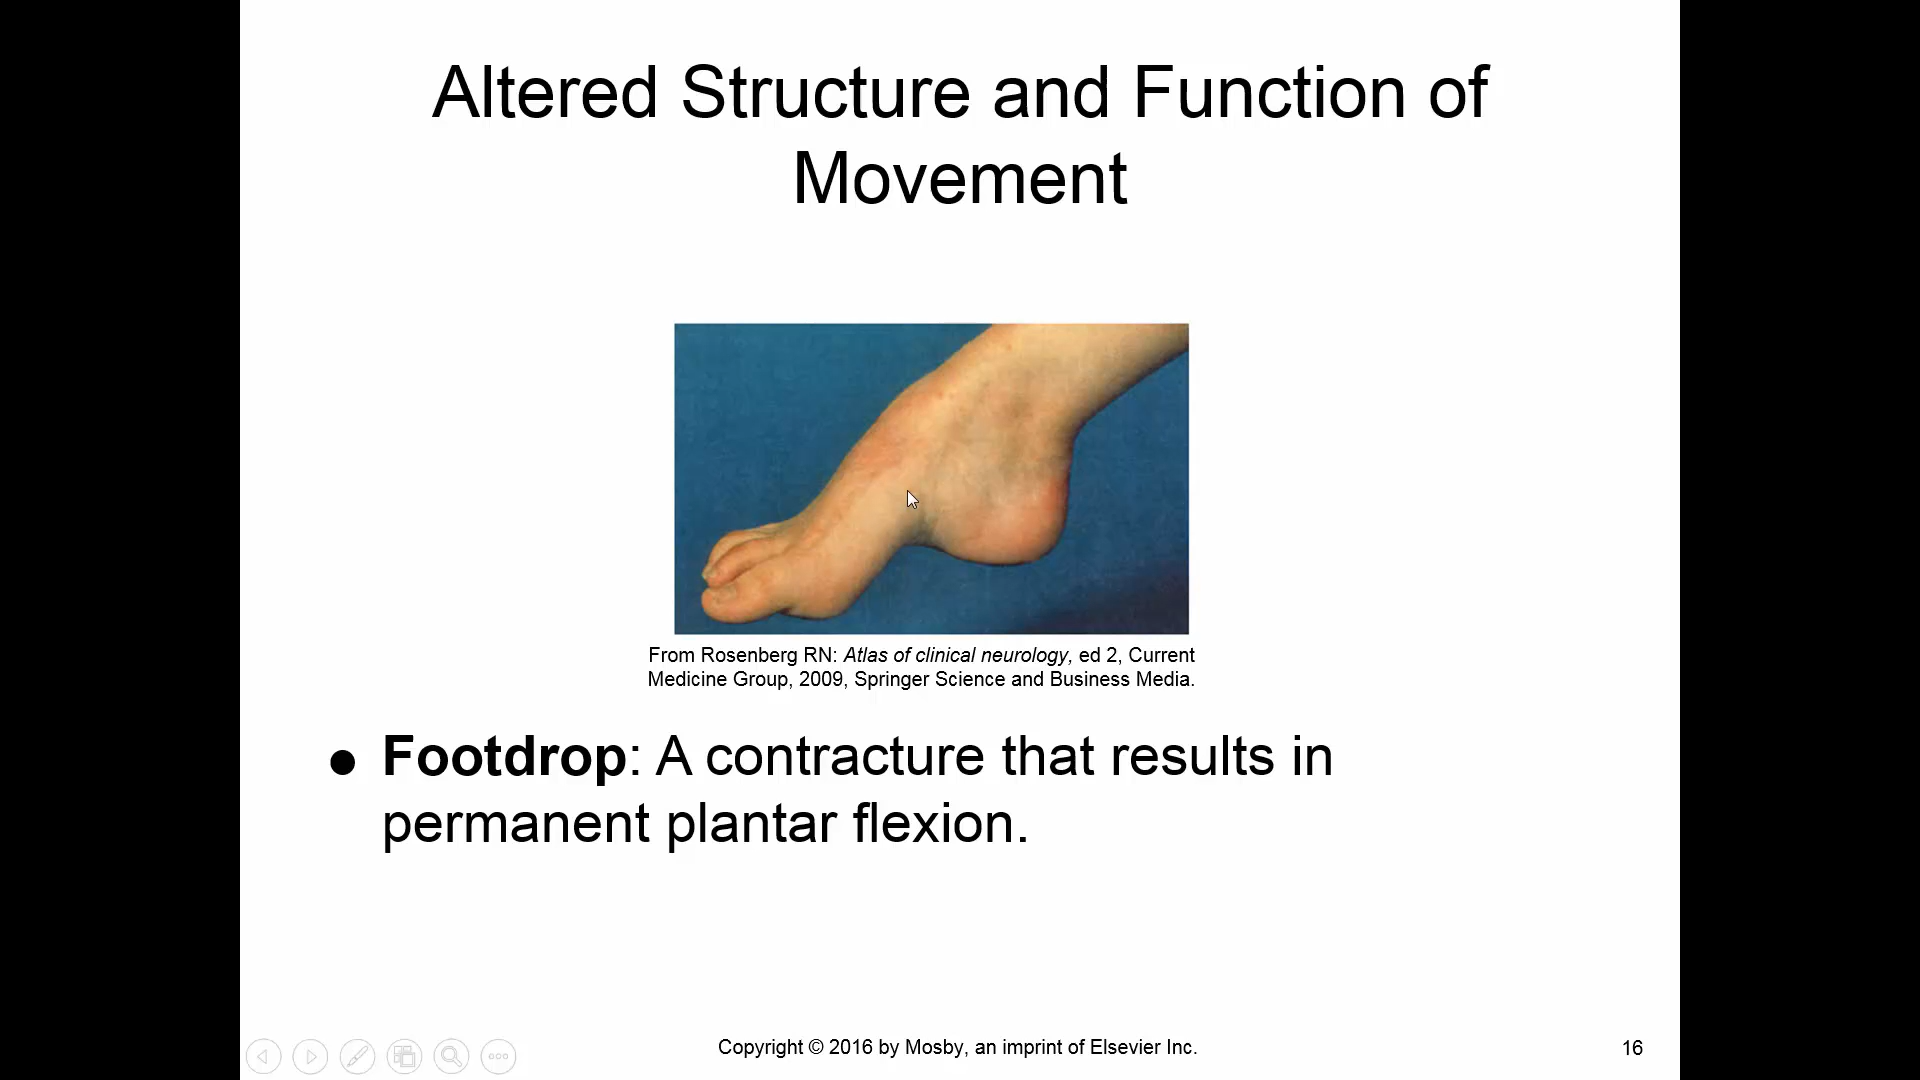 Altered Structure and Function of
Movement
From Rosenberg RN: Atlas of clinical neurology, ed 2, Current
Medicine Group, 2009, Springer Science and Business Media.
● Footdrop: A contracture that results in
permanent plantar flexion.
Copyright © 2016 by Mosby, an imprint of Elsevier Inc.
16